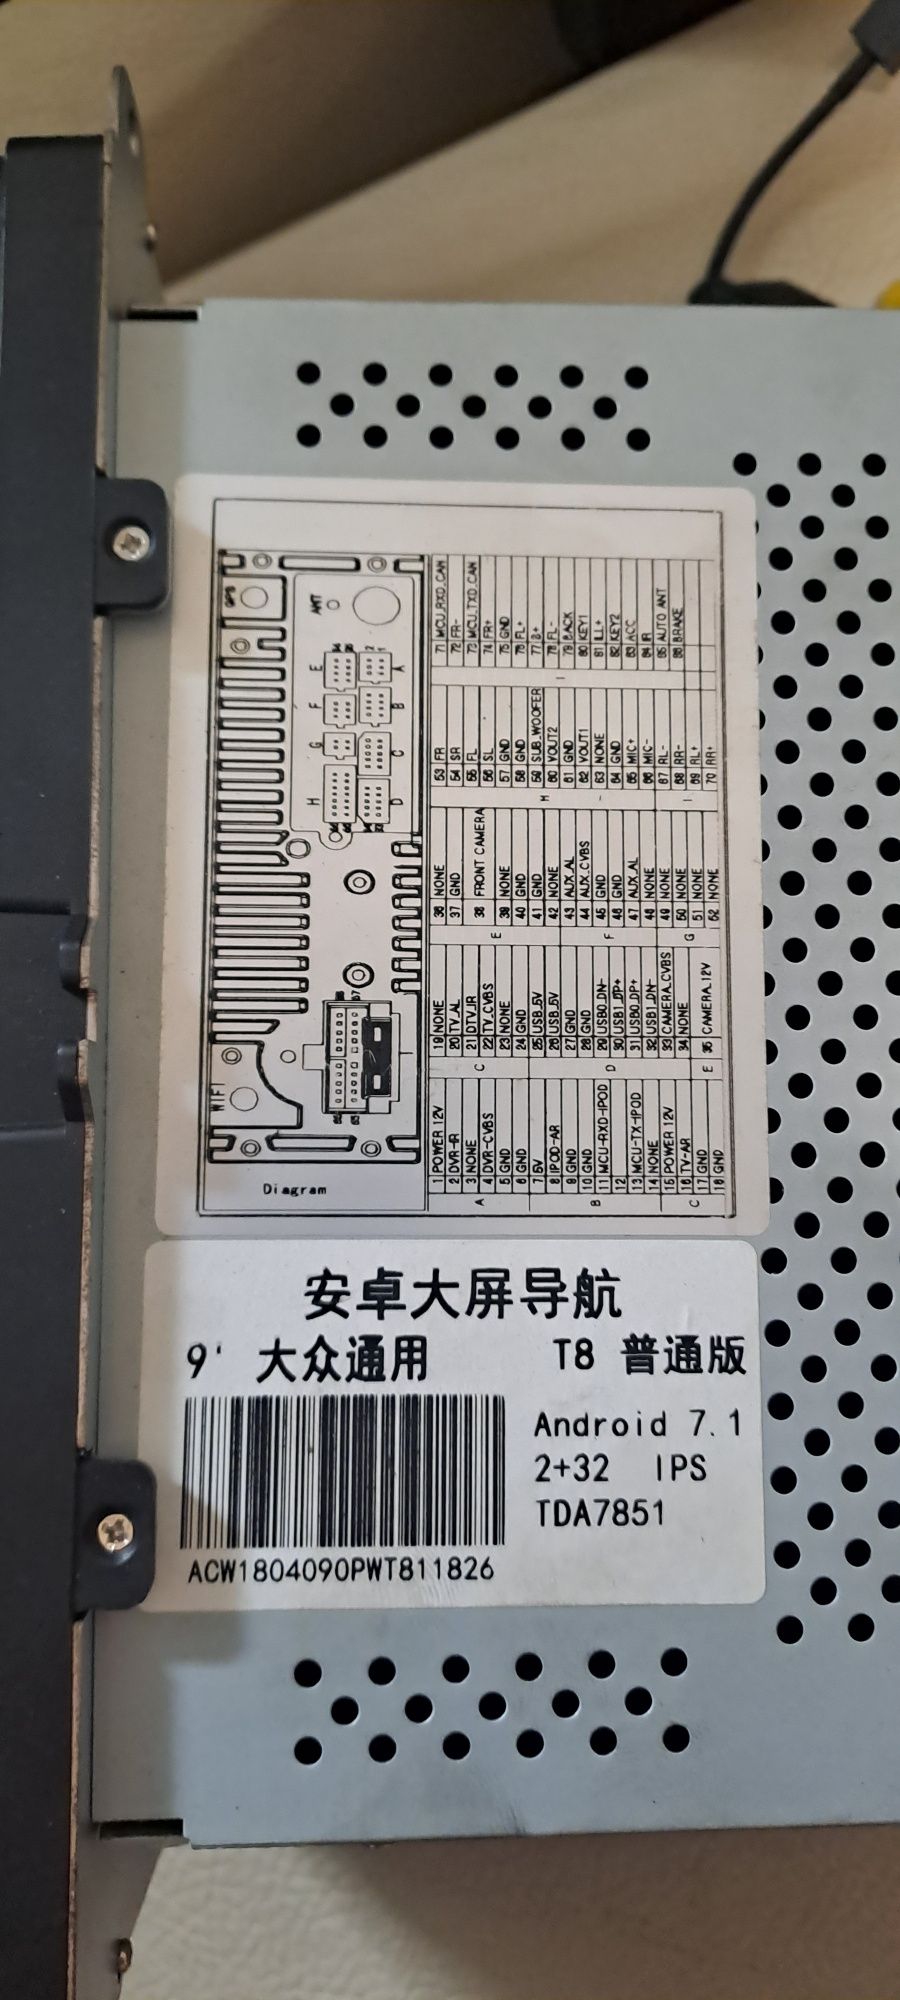 GPS
ANT
WIFI
E
F
G
H
A
B
C
D
Diagram
A
1 POWER 12V
2 DVR-IR
3 NONE
4 DVR-CVBS
5 GND
6 GND
B
7 5V
8 IPOD-AR
9 GND
10 GND
11 MCU-RXD-IPOD
12
13 MCU-TX-IPOD
14 NONE
C
15 POWER 12V
16 TV-AR
17 GND
18 GND
C
19 NONE
20 TV_AL
21 DTV_IR
22 TV_CVBS
23 NONE
24 GND
D
25 USB0_5V
26 USB_5V
27 GND
28 GND
29 USB0_DN-
30 USB1_DP+
31 USB0_DP+
32 USB1_DN-
33 CAMERA_CVBS
34 NONE
E
35 CAMERA_12V
E
36 NONE
37 GND
38 FRONT CAMERA
39 NONE
40 GND
41 GND
42 NONE
F
43 AUX_AL
44 AUX_CVBS
45 GND
46 GND
47 AUX_AL
48 NONE
G
49 NONE
50 NONE
51 NONE
52 NONE
H
53 FR
54 SR
55 FL
56 SL
57 GND
58 GND
59 SUB_WOOFER
60 VOUT2
61 GND
62 VOUT1
63 NONE
64 GND
65 MIC+
66 MIC-
I
67 RL-
68 RR-
69 RL+
70 RR+
I
71 MCU_RXD_CAN
72 FR-
73 MCU_TXD_CAN
74 FR+
75 GND
76 FL+
77 B+
78 FL-
79 BACK
80 KEY1
81 ILL+
82 KEY2
83 ACC
84 IR
85 AUTO ANT
86 BRAKE
安卓大屏导航
9' 大众通用 T8 普通版
Android 7.1
2+32 IPS
TDA7851
ACW1804090PWT811826